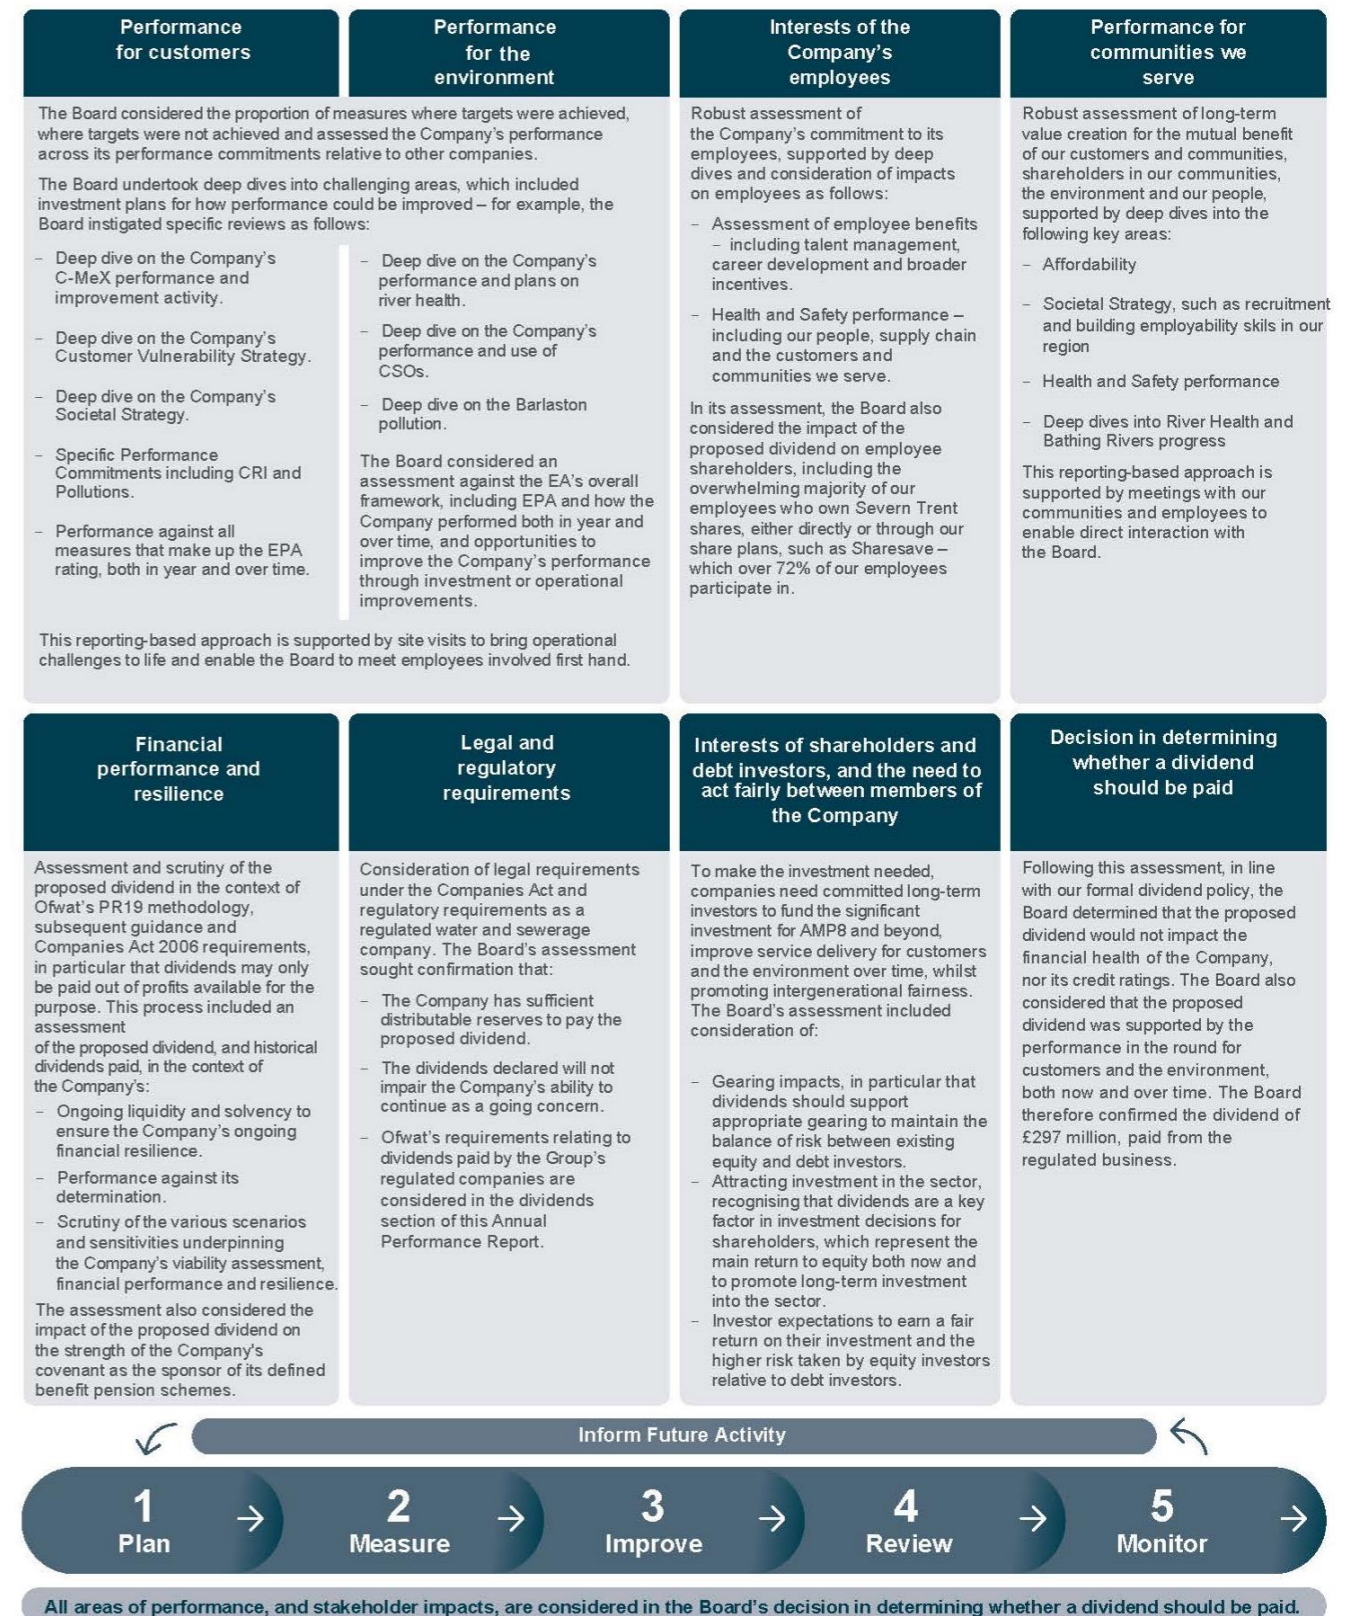 Performance
for customers
Performance
for the
environment
Interests of the
Company's
employees
Performance for
communities we
serve
The Board considered the proportion of measures where targets were achieved,
where targets were not achieved and assessed the Company's performance
across its performance commitments relative to other companies.
The Board undertook deep dives into challenging areas, which included
investment plans for how performance could be improved – for example, the
Board instigated specific reviews as follows:
– Deep dive on the Company's
C-MeX performance and
improvement activity.
– Deep dive on the Company's
Customer Vulnerability Strategy.
– Deep dive on the Company's
Societal Strategy.
– Specific Performance
Commitments including CRI and
Pollutions.
– Performance against all
measures that make up the EPA
rating, both in year and over time.
– Deep dive on the Company's
performance and plans on
river health.
– Deep dive on the Company's
performance and use of
CSOs.
– Deep dive on the Barlaston
pollution.
The Board considered an
assessment against the EA's overall
framework, including EPA and how the
Company performed both in year and
over time, and opportunities to
improve the Company's performance
through investment or operational
improvements.
This reporting-based approach is supported by site visits to bring operational
challenges to life and enable the Board to meet employees involved first hand.
Robust assessment of
the Company's commitment to its
employees, supported by deep
dives and consideration of impacts
on employees as follows:
– Assessment of employee benefits
– including talent management,
career development and broader
incentives.
– Health and Safety performance –
including our people, supply chain
and the customers and
communities we serve.
In its assessment, the Board also
considered the impact of the
proposed dividend on employee
shareholders, including the
overwhelming majority of our
employees who own Severn Trent
shares, either directly or through our
share plans, such as Sharesave –
which over 72% of our employees
participate in.
Robust assessment of long-term
value creation for the mutual benefit
of our customers and communities,
shareholders in our communities,
the environment and our people,
supported by deep dives into the
following key areas:
– Affordability
– Societal Strategy, such as recruitment
and building employability skils in our
region
– Health and Safety performance
– Deep dives into River Health and
Bathing Rivers progress
This reporting-based approach is
supported by meetings with our
communities and employees to
enable direct interaction with
the Board.
Financial
performance and
resilience
Legal and
regulatory
requirements
Interests of shareholders and
debt investors, and the need to
act fairly between members of
the Company
Decision in determining
whether a dividend
should be paid
Assessment and scrutiny of the
proposed dividend in the context of
Ofwat's PR19 methodology,
subsequent guidance and
Companies Act 2006 requirements,
in particular that dividends may only
be paid out of profits available for the
purpose. This process included an
assessment
of the proposed dividend, and historical
dividends paid, in the context of
the Company's:
– Ongoing liquidity and solvency to
ensure the Company's ongoing
financial resilience.
– Performance against its
determination.
– Scrutiny of the various scenarios
and sensitivities underpinning
the Company's viability assessment,
financial performance and resilience.
The assessment also considered the
impact of the proposed dividend on
the strength of the Company's
covenant as the sponsor of its defined
benefit pension schemes.
Consideration of legal requirements
under the Companies Act and
regulatory requirements as a
regulated water and sewerage
company. The Board's assessment
sought confirmation that:
– The Company has sufficient
distributable reserves to pay the
proposed dividend.
– The dividends declared will not
impair the Company's ability to
continue as a going concern.
– Ofwat's requirements relating to
dividends paid by the Group's
regulated companies are
considered in the dividends
section of this Annual
Performance Report.
To make the investment needed,
companies need committed long-term
investors to fund the significant
investment for AMP8 and beyond,
improve service delivery for customers
and the environment over time, whilst
promoting intergenerational fairness.
The Board's assessment included
consideration of:
– Gearing impacts, in particular that
dividends should support
appropriate gearing to maintain the
balance of risk between existing
equity and debt investors.
– Attracting investment in the sector,
recognising that dividends are a key
factor in investment decisions for
shareholders, which represent the
main return to equity both now and
to promote long-term investment
into the sector.
– Investor expectations to earn a fair
return on their investment and the
higher risk taken by equity investors
relative to debt investors.
Following this assessment, in line
with our formal dividend policy, the
Board determined that the proposed
dividend would not impact the
financial health of the Company,
nor its credit ratings. The Board also
considered that the proposed
dividend was supported by the
performance in the round for
customers and the environment,
both now and over time. The Board
therefore confirmed the dividend of
£297 million, paid from the
regulated business.
Inform Future Activity
1
Plan
2
Measure
3
Improve
4
Review
5
Monitor
All areas of performance, and stakeholder impacts, are considered in the Board's decision in determining whether a dividend should be paid.